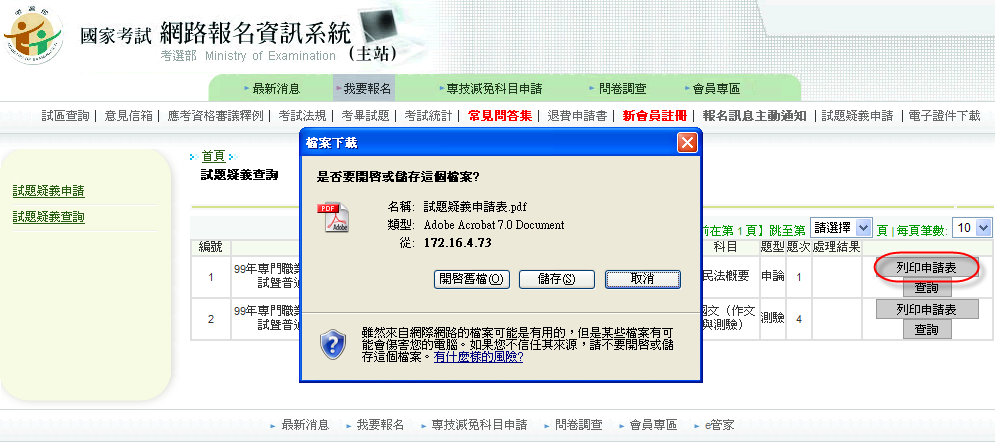 國家考試 網路報名資訊系統
考選部 Ministry of Examination (主站)
最新消息 我要報名 專技減免科目申請 問卷調查 會員專區
試區查詢 | 意見信箱 | 應考資格審議釋例 | 考試法規 | 考畢試題 | 考試統計 | 常見問答集 | 退費申請書 | 新會員註冊 | 報名訊息主動通知 | 試題疑義申請 | 電子證件下載
首頁
試題疑義查詢
試題疑義申請
試題疑義查詢
前在第 1 頁】跳至第 請選擇 頁 | 每頁筆數: 10
編號 科目 題型 題次 處理結果
1 99年專門職業 試暨普通 民法概要 申論 1 列印申請表 查詢
2 99年專門職業 試暨普通 國文（作文與測驗） 測驗 4 列印申請表 查詢
檔案下載
是否要開啓或儲存這個檔案?
PDF
Adobe
名稱: 試題疑義申請表.pdf
類型: Adobe Acrobat 7.0 Document
從: 172.16.4.73
開啓舊檔(O) 儲存(S) 取消
雖然來自網際網路的檔案可能是有用的，但是某些檔案有可
能會傷害您的電腦。如果您不信任其來源，請不要開啓或儲
存這個檔案。有什麼樣的風險?
最新消息 我要報名 專技減免科目申請 問卷調查 會員專區 e管家